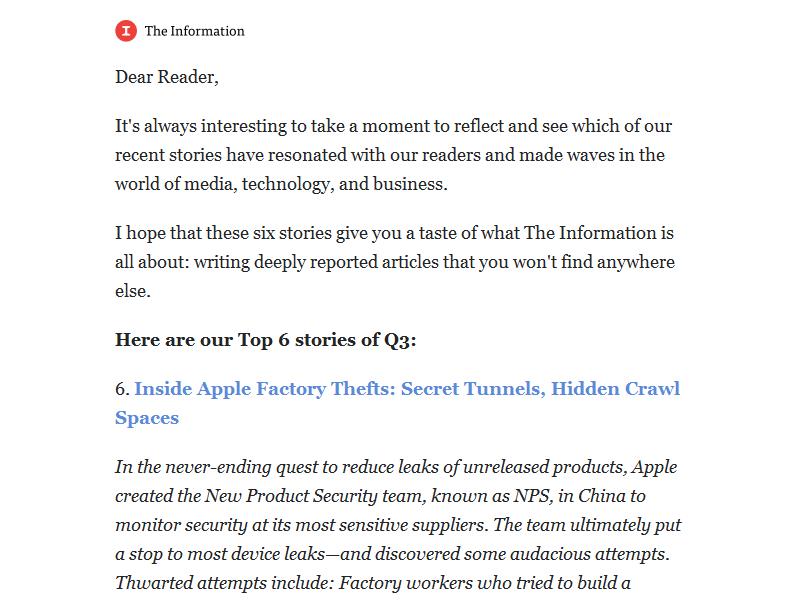 The Information
Dear Reader,
It's always interesting to take a moment to reflect and see which of our
recent stories have resonated with our readers and made waves in the
world of media, technology, and business.
I hope that these six stories give you a taste of what The Information is
all about: writing deeply reported articles that you won't find anywhere
else.
Here are our Top 6 stories of Q3:
6. Inside Apple Factory Thefts: Secret Tunnels, Hidden Crawl
Spaces
In the never-ending quest to reduce leaks of unreleased products, Apple
created the New Product Security team, known as NPS, in China to
monitor security at its most sensitive suppliers. The team ultimately put
a stop to most device leaks—and discovered some audacious attempts.
Thwarted attempts include: Factory workers who tried to build a